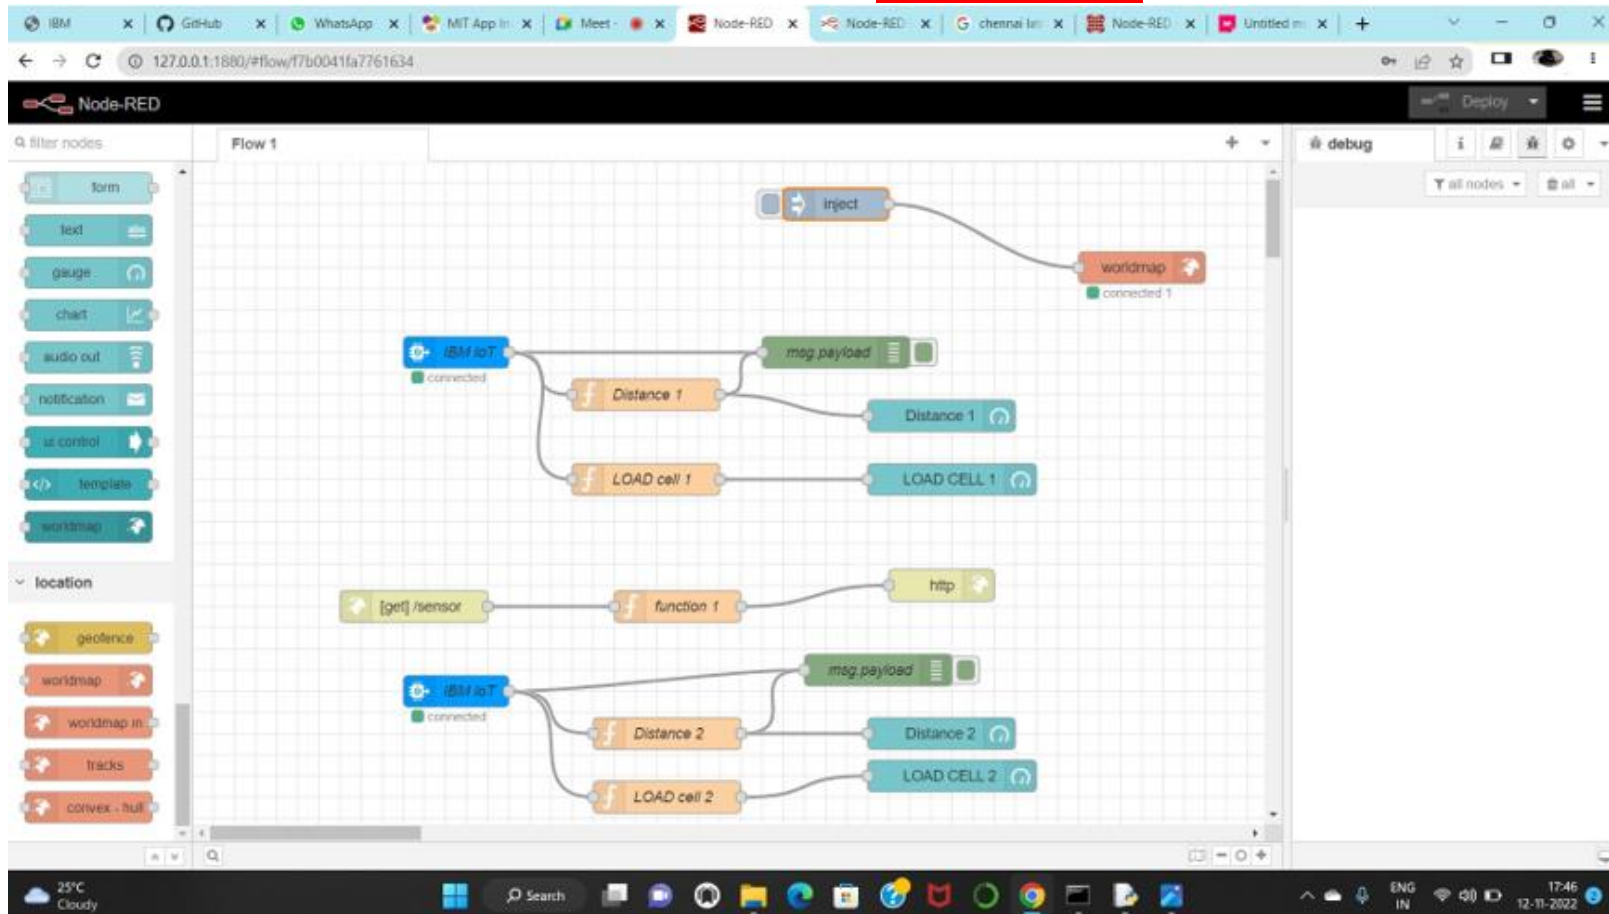 IBM
GitHub
WhatsApp
MIT App In
Meet -
Node-RED
Node-RED
chennai lat
Node-RED
Untitled m
127.0.0.1:1880/#flow/f7b0041fa7761634
Node-RED
Deploy
filter nodes
Flow 1
debug
all nodes
all
form
text
gauge
chart
audio out
notification
ui control
template
worldmap
location
geofence
worldmap
worldmap in
tracks
convex - hull
inject
worldmap
connected 1
IBM IoT
connected
msg.payload
Distance 1
Distance 1
LOAD cell 1
LOAD CELL 1
[get] /sensor
function 1
http
IBM IoT
connected
msg.payload
Distance 2
Distance 2
LOAD cell 2
LOAD CELL 2
25°C
Cloudy
Search
ENG
IN
17:46
12-11-2022